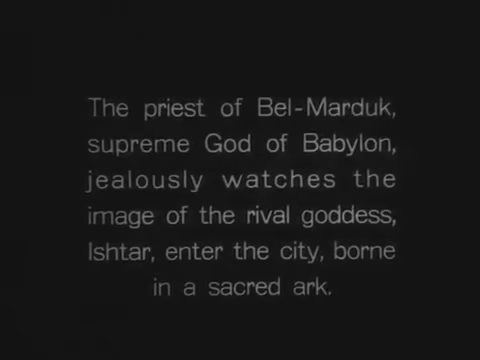 The priest of Bel-Marduk,
supreme God of Babylon,
jealously watches the
image of the rival goddess,
Ishtar, enter the city, borne
in a sacred ark.